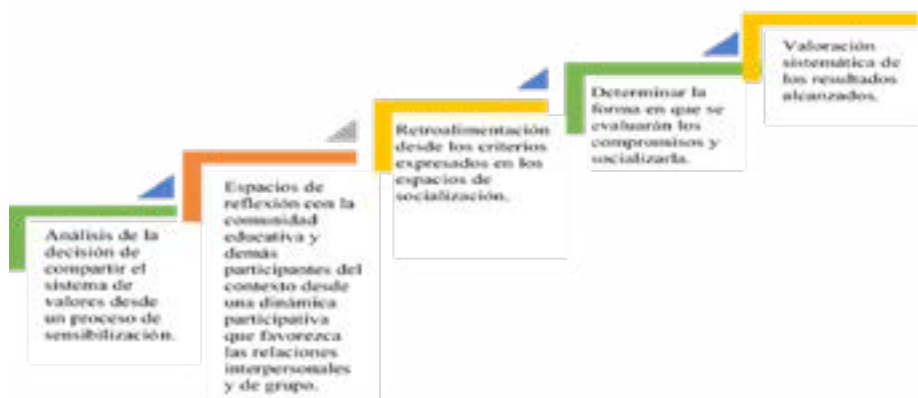 Análisis de la
decisión de
compartir el
sistema de
valores desde
un proceso de
sensibilización.
Espacios de
reflexión con la
comunidad
educativa y
demás
participantes del
contexto desde
una dinámica
participativa
que favorezca
las relaciones
interpersonales
y de grupo.
Retroalimentación
desde los criterios
expresados en los
espacios de
socialización.
Determinar la
forma en que se
evaluarán los
compromisos y
socializarla.
Valoración
sistemática de
los resultados
alcanzados.